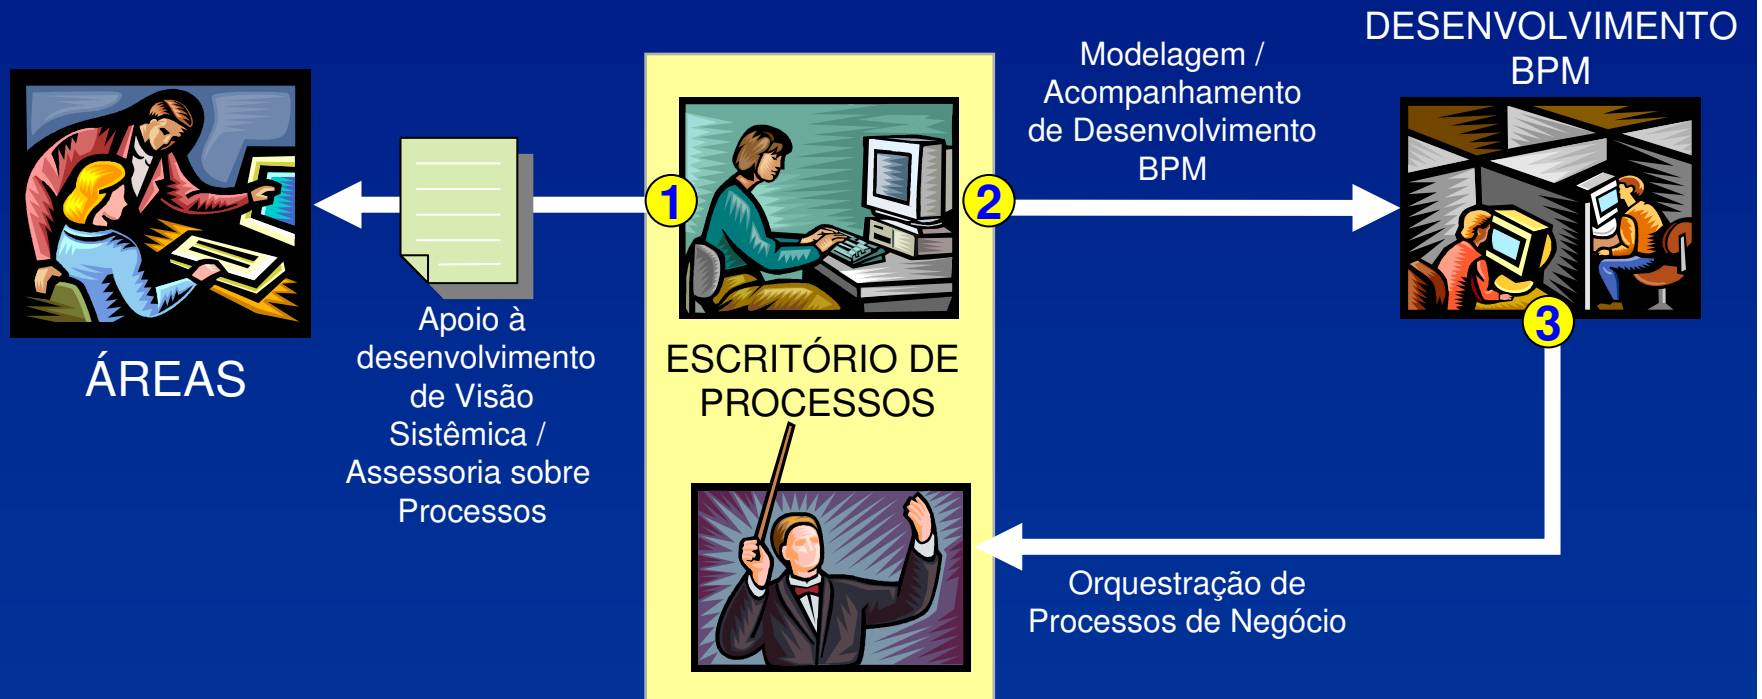 ÁREAS
Apoio à
desenvolvimento
de Visão
Sistêmica /
Assessoria sobre
Processos
1
ESCRITÓRIO DE
PROCESSOS
2
Modelagem /
Acompanhamento
de Desenvolvimento
BPM
DESENVOLVIMENTO
BPM
3
Orquestração de
Processos de Negócio